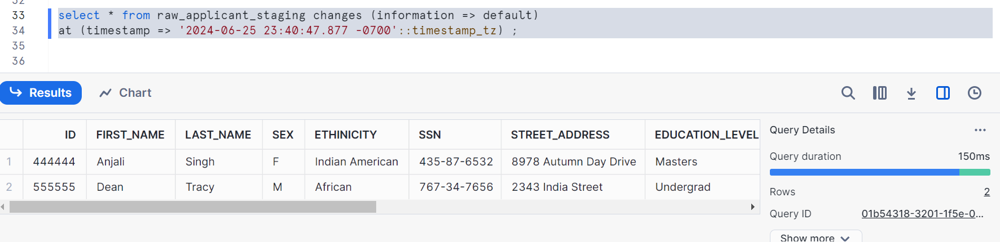 32
33 select * from raw_applicant_staging changes (information => default)
34 at (timestamp => '2024-06-25 23:40:47.877 -0700'::timestamp_tz) ;
35
36
Results Chart
ID FIRST_NAME LAST_NAME SEX ETHINICITY SSN STREET_ADDRESS EDUCATION_LEVEL
1 444444 Anjali Singh F Indian American 435-87-6532 8978 Autumn Day Drive Masters
2 555555 Dean Tracy M African 767-34-7656 2343 India Street Undergrad
Query Details ...
Query duration 150ms
Rows 2
Query ID 01b54318-3201-1f5e-0...
Show more